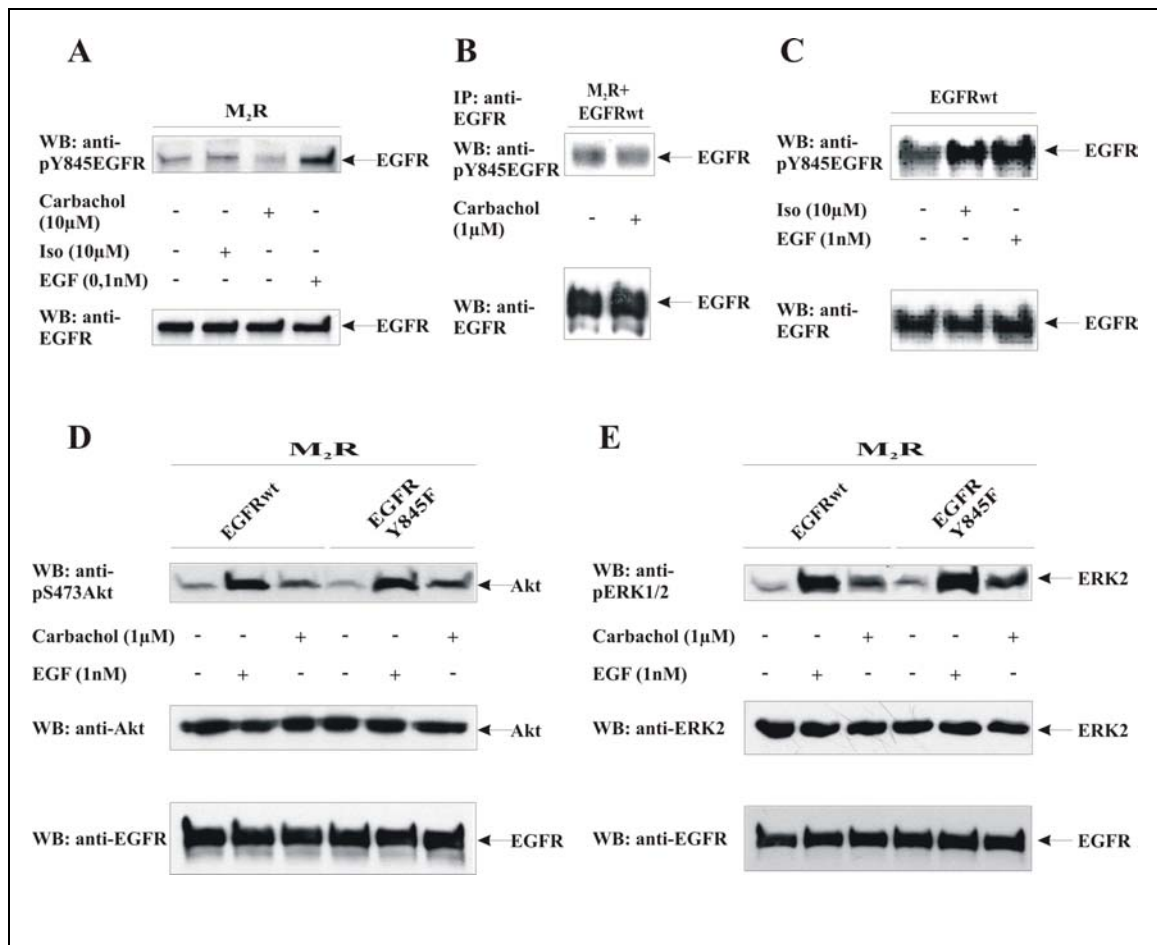 A
M₂R
WB: anti-
pY845EGFR
EGFR
Carbachol
(10µM)
- - + -
Iso (10µM)
- + - -
EGF (0,1nM)
- - - +
WB: anti-
EGFR
EGFR
B
IP: anti-
EGFR
M₂R+
EGFRwt
WB: anti-
pY845EGFR
EGFR
Carbachol
(1µM)
- +
WB: anti-
EGFR
EGFR
C
EGFRwt
WB: anti-
pY845EGFR
EGFR
Iso (10µM)
- + -
EGF (1nM)
- - +
WB: anti-
EGFR
EGFR
D
M₂R
EGFRwt
EGFR
Y845F
WB: anti-
pS473Akt
Akt
Carbachol (1µM) - - + - - +
EGF (1nM) - + - - + -
WB: anti-Akt
Akt
WB: anti-EGFR
EGFR
E
M₂R
EGFRwt
EGFR
Y845F
WB: anti-
pERK1/2
ERK2
Carbachol (1µM) - - + - - +
EGF (1nM) - + - - + -
WB: anti-ERK2
ERK2
WB: anti-EGFR
EGFR